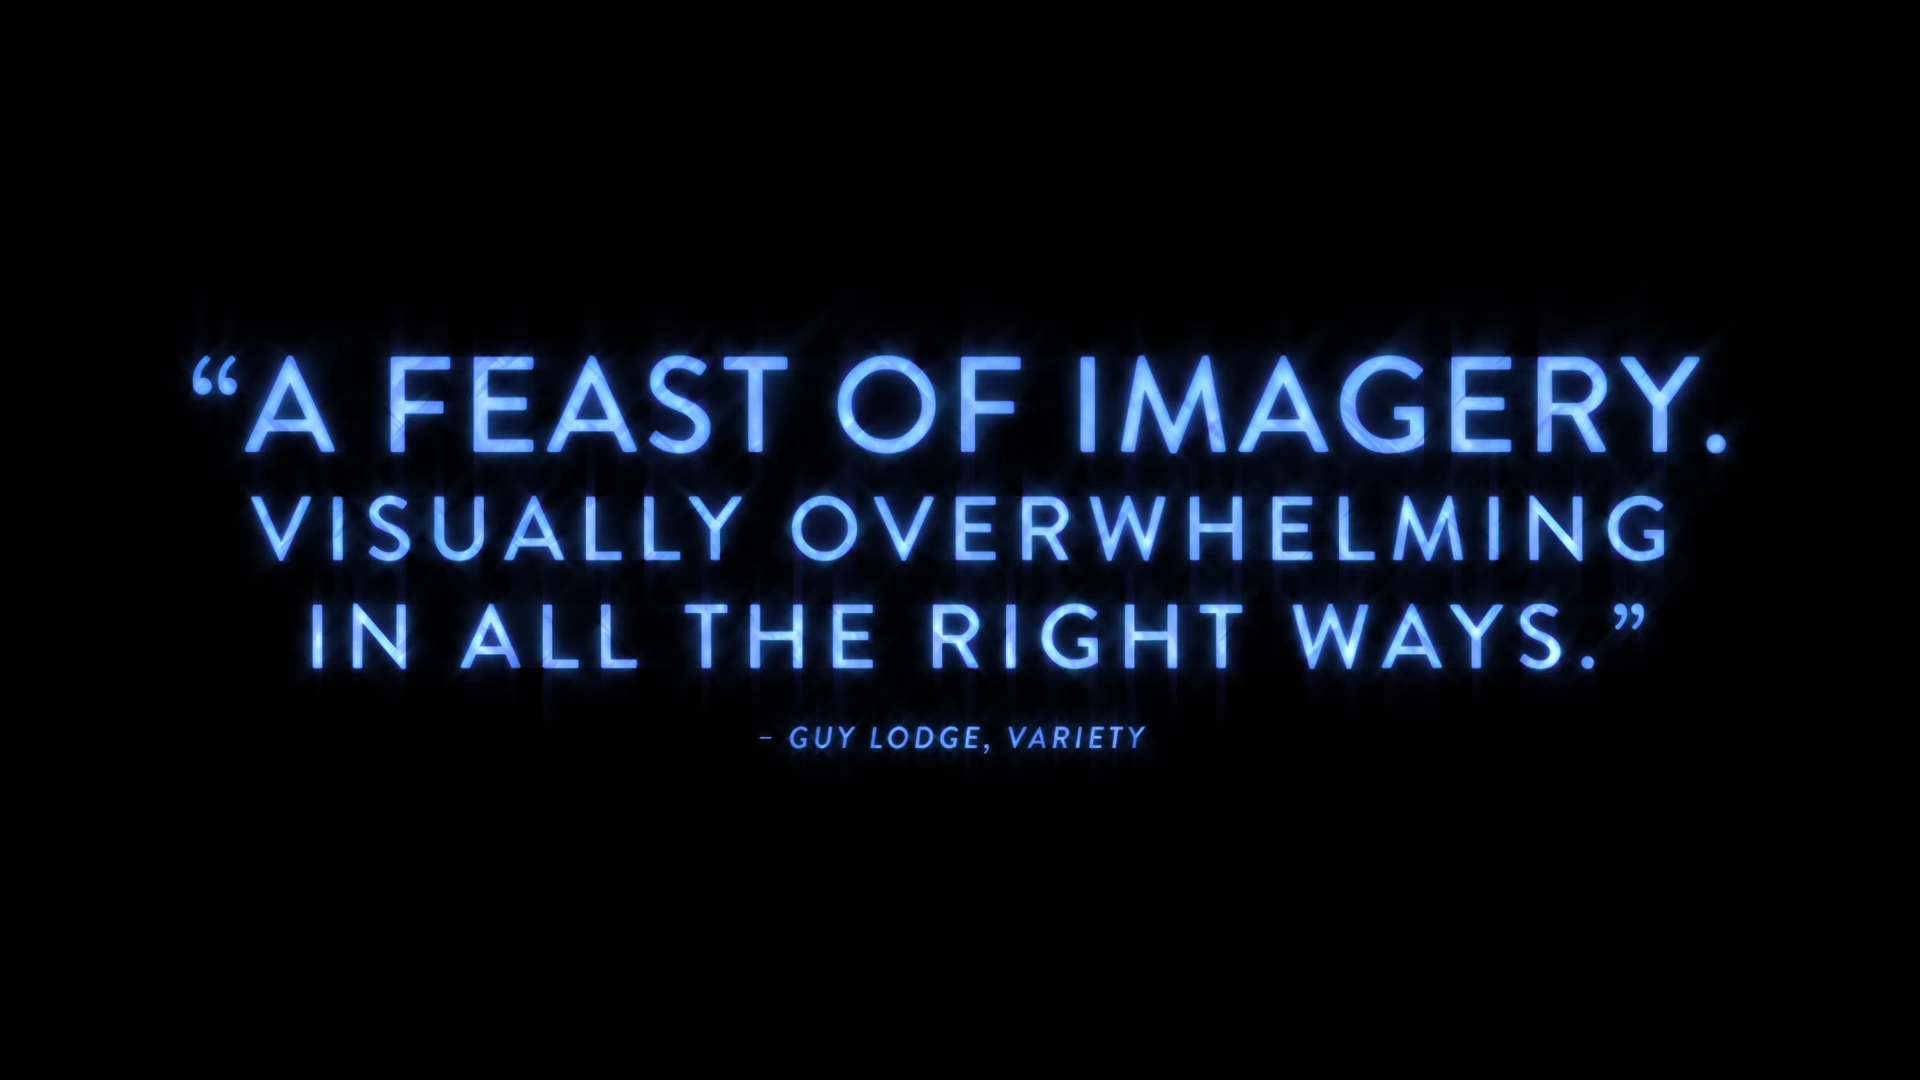 “A FEAST OF IMAGERY.
VISUALLY OVERWHELMING
IN ALL THE RIGHT WAYS.”
– GUY LODGE, VARIETY